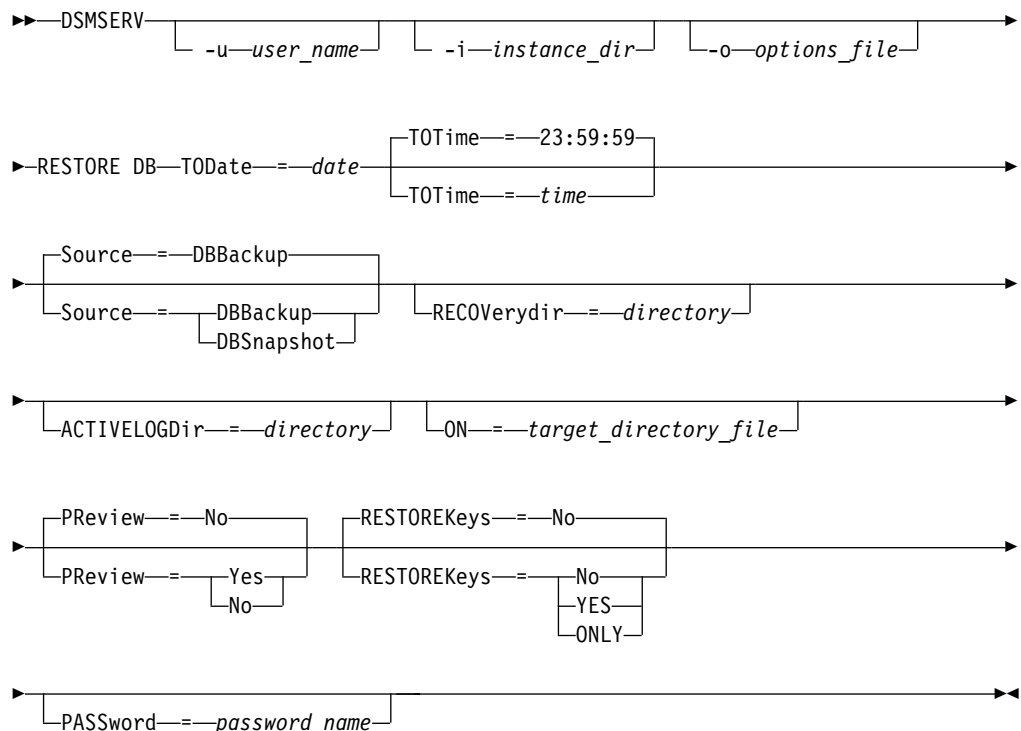 DSMSERV
-u user_name -i instance_dir -o options_file
TOTime = 23:59:59
RESTORE DB TODate = date
TOTime = time
Source = DBBackup
Source = DBBackup
DBSnapshot
RECOVerydir = directory
ACTIVELOGDir = directory ON = target_directory_file
PReview = No RESTOREKeys = No
PReview = Yes RESTOREKeys = No
No YES
ONLY
PASSword = password_name